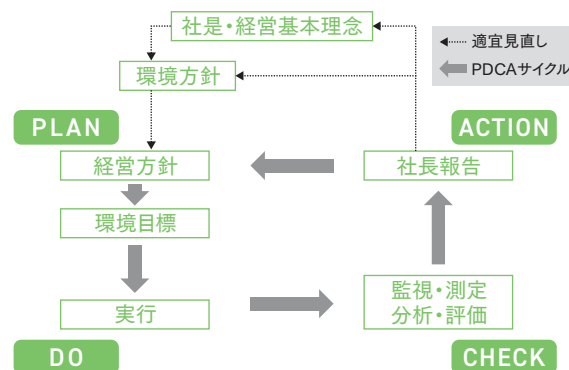 社是・経営基本理念
適宜見直し
PDCAサイクル
環境方針
PLAN
ACTION
経営方針
社長報告
環境目標
監視・測定
分析・評価
実行
DO
CHECK